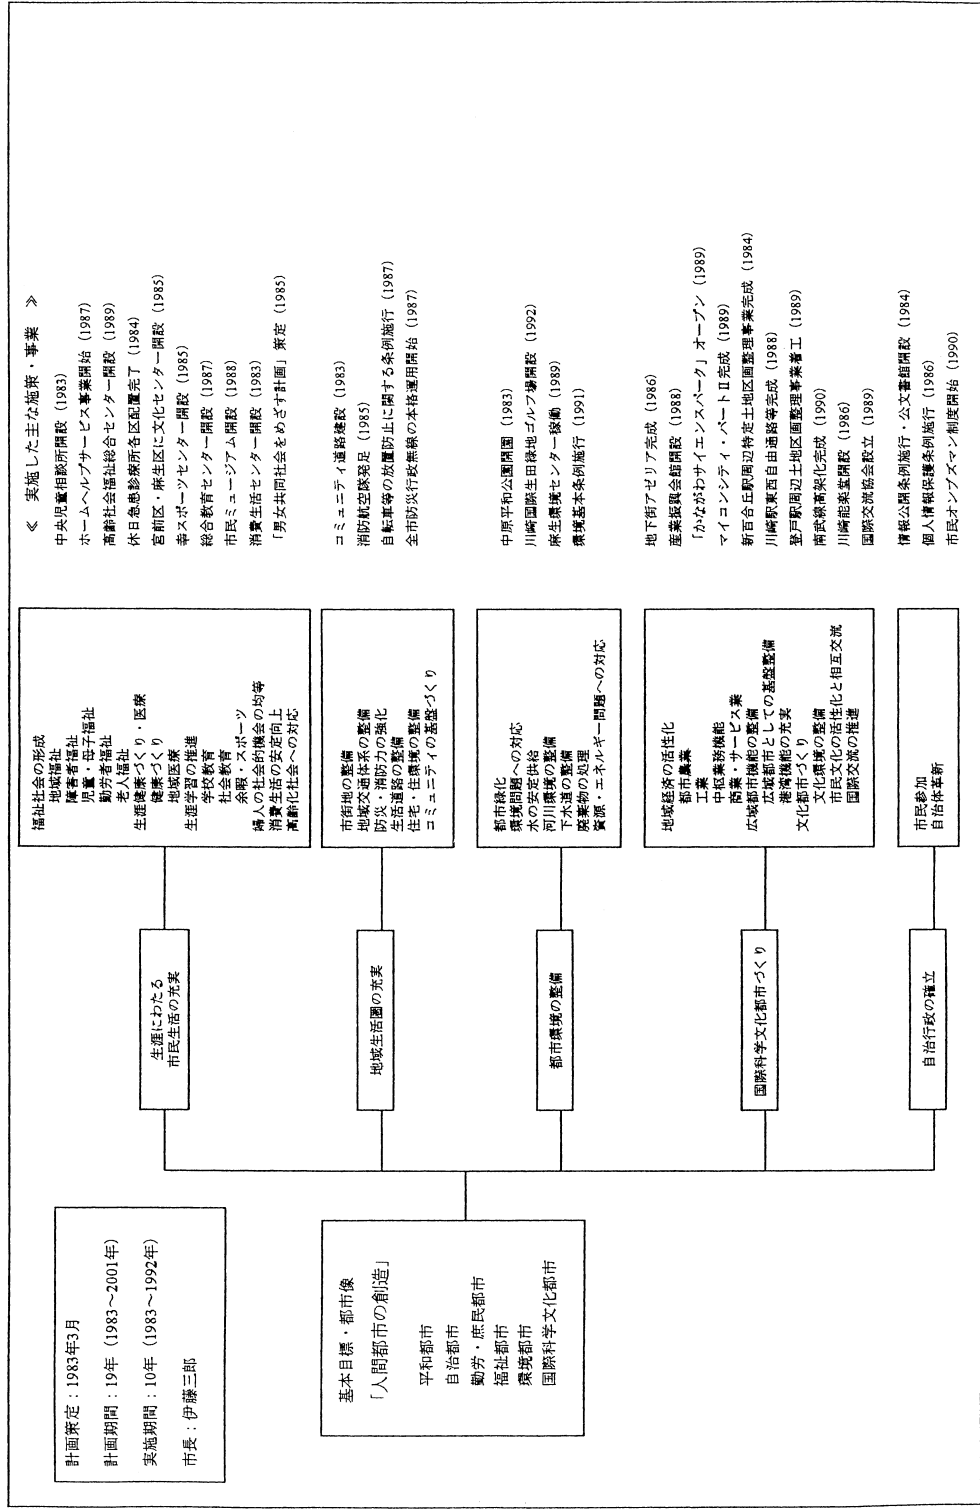 計画策定：1983年3月
計画期間：19年（1983〜2001年）
実施期間：10年（1983〜1992年）
市長：伊藤三郎
基本目標・都市像
「人間都市の創造」
平和都市
自治都市
勤労・庶民都市
福祉都市
環境都市
国際科学文化都市
生涯にわたる
市民生活の充実
福祉社会の形成
地域福祉
障害者福祉
児童・母子福祉
勤労者福祉
老人福祉
生涯健康づくり・医療
健康づくり
地域医療
生涯学習の推進
学校教育
社会教育
余暇・スポーツ
婦人の社会的機会の均等
消費生活の安定向上
高齢化社会への対応
地域生活圏の充実
市街地の整備
地域交通体系の整備
防災・消防力の強化
生活道路の整備
住宅・住環境の整備
コミュニティの基盤づくり
都市環境の整備
都市緑化
環境問題への対応
水の安定供給
河川環境の整備
下水道の整備
廃棄物の処理
資源・エネルギー問題への対応
国際科学文化都市づくり
地域経済の活性化
都市農業
工業
中枢業務機能
商業・サービス業
広域都市機能の整備
広域都市としての基盤整備
港湾機能の充実
文化都市づくり
文化環境の整備
市民文化の活性化と相互交流
国際交流の推進
自治行政の確立
市民参加
自治体革新
≪ 実施した主な施策・事業 ≫
中央児童相談所開設（1983）
ホームヘルプサービス事業開始（1987）
高齢社会福祉総合センター開設（1989）
休日急患診療所各区配置完了（1984）
宮前区・麻生区に文化センター開設（1985）
幸スポーツセンター開設（1985）
総合教育センター開設（1987）
市民ミュージアム開設（1988）
消費生活センター開設（1983）
「男女共同社会をめざす計画」策定（1985）
コミュニティ道路建設（1983）
消防航空隊発足（1985）
自転車等の放置防止に関する条例施行（1987）
全市防災行政無線の本格運用開始（1987）
中原平和公園開園（1983）
川崎国際生田緑地ゴルフ場開設（1992）
麻生環境センター稼働（1989）
環境基本条例施行（1991）
地下街アゼリア完成（1986）
産業振興会館開設（1988）
「かながわサイエンスパーク」オープン（1989）
マイコンシティ・パートⅡ完成（1989）
新百合丘駅周辺特定土地区画整理事業完成（1984）
川崎駅東西自由通路等完成（1988）
登戸駅周辺土地区画整理事業着工（1989）
南武線高架化完成（1990）
川崎能楽堂開設（1986）
国際交流協会設立（1989）
情報公開条例施行・公文書館開設（1984）
個人情報保護条例施行（1986）
市民オンブズマン制度開始（1990）